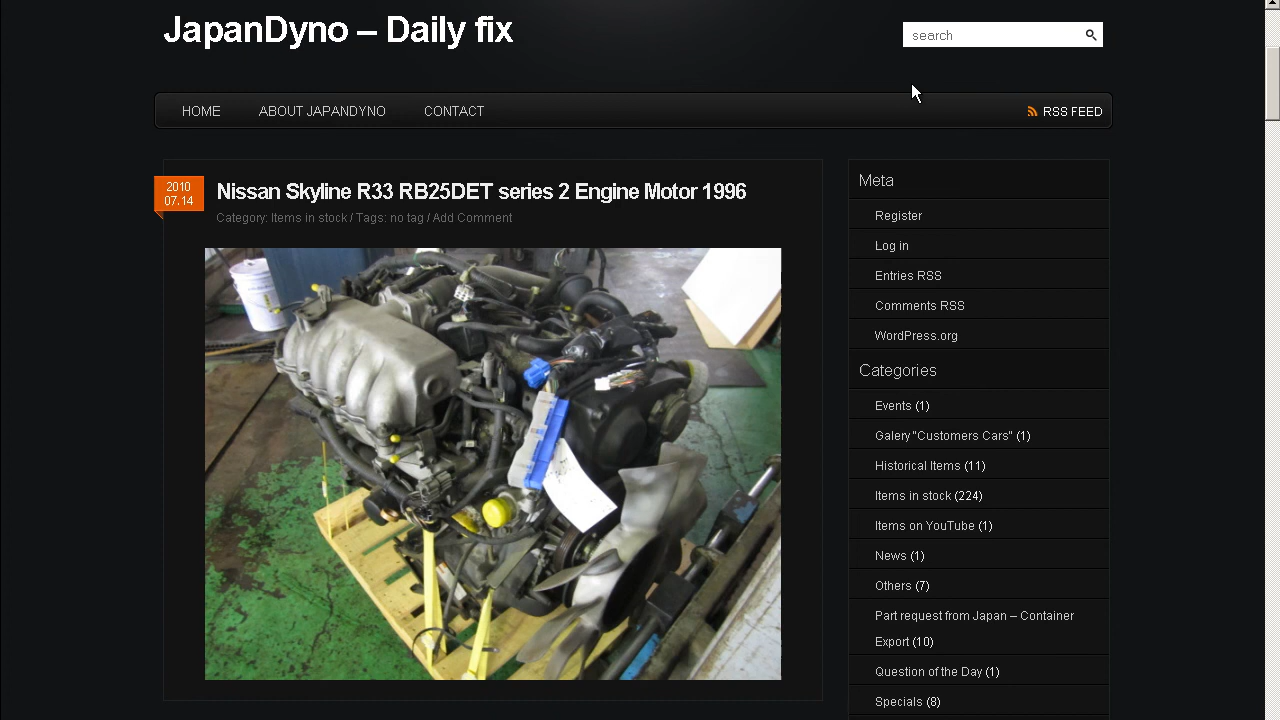 JapanDyno – Daily fix
search
HOME ABOUT JAPANDYNO CONTACT RSS FEED
2010
07.14
Nissan Skyline R33 RB25DET series 2 Engine Motor 1996
Category: Items in stock / Tags: no tag / Add Comment
Meta
Register
Log in
Entries RSS
Comments RSS
WordPress.org
Categories
Events (1)
Galery "Customers Cars" (1)
Historical Items (11)
Items in stock (224)
Items on YouTube (1)
News (1)
Others (7)
Part request from Japan – Container
Export (10)
Question of the Day (1)
Specials (8)